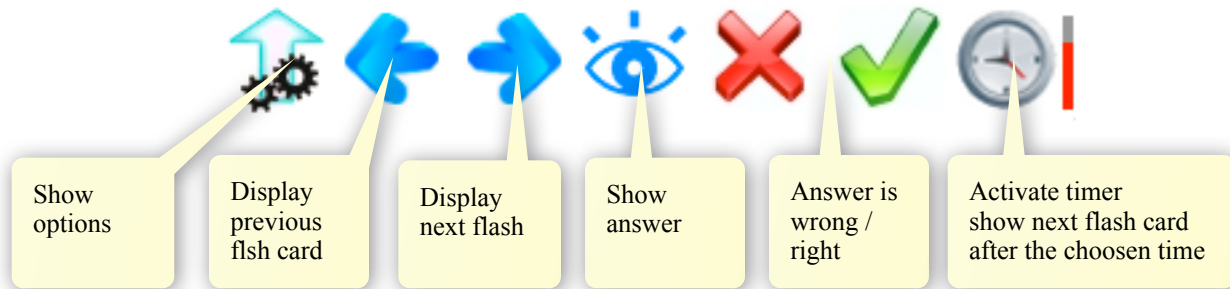 Show
options
Display
previous
flsh card
Display
next flash
Show
answer
Answer is
wrong /
right
Activate timer
show next flash card
after the choosen time